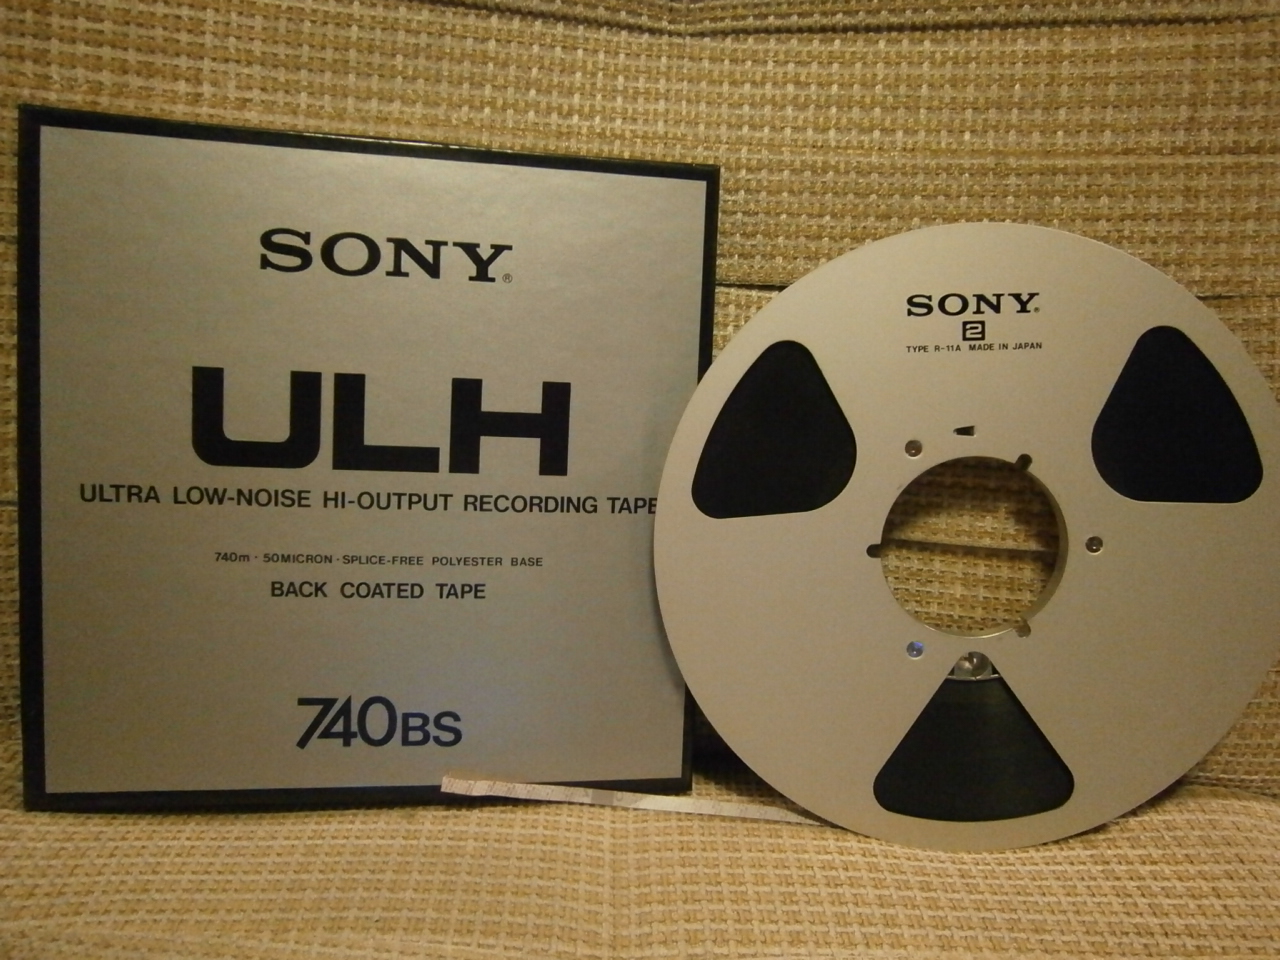 SONY®
ULH
ULTRA LOW-NOISE HI-OUTPUT RECORDING TAPE
740m · 50MICRON · SPLICE-FREE POLYESTER BASE
BACK COATED TAPE
740BS
SONY®
2
TYPE R-11A MADE IN JAPAN